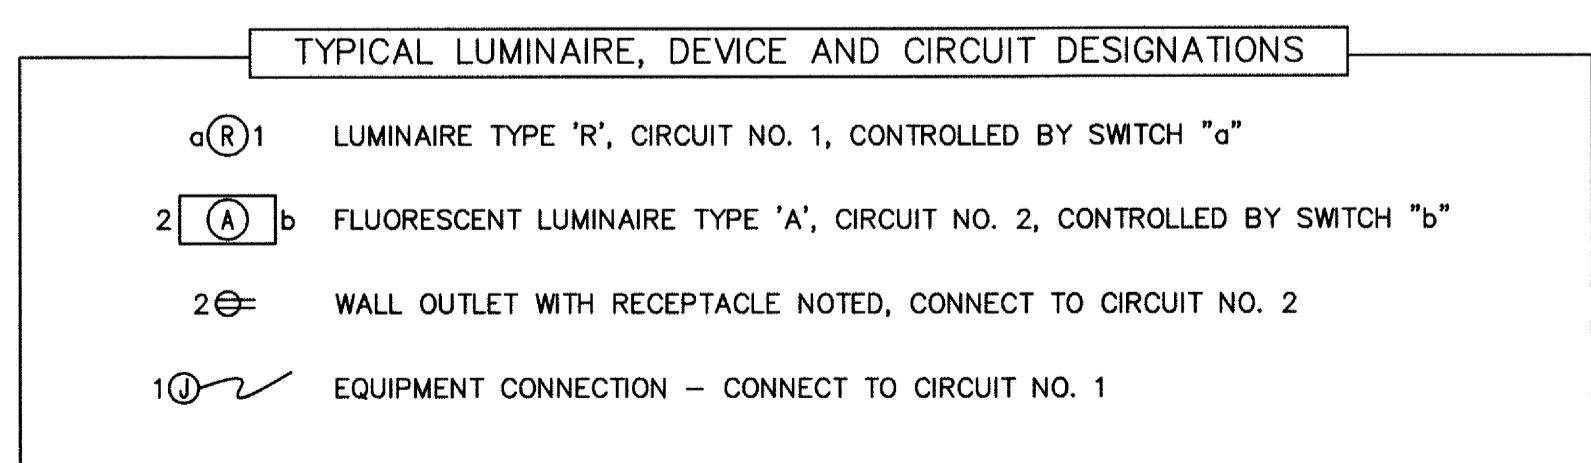 TYPICAL LUMINAIRE, DEVICE AND CIRCUIT DESIGNATIONS
a R 1 LUMINAIRE TYPE 'R', CIRCUIT NO. 1, CONTROLLED BY SWITCH "a"
2 A b FLUORESCENT LUMINAIRE TYPE 'A', CIRCUIT NO. 2, CONTROLLED BY SWITCH "b"
2 WALL OUTLET WITH RECEPTACLE NOTED, CONNECT TO CIRCUIT NO. 2
1 J EQUIPMENT CONNECTION – CONNECT TO CIRCUIT NO. 1